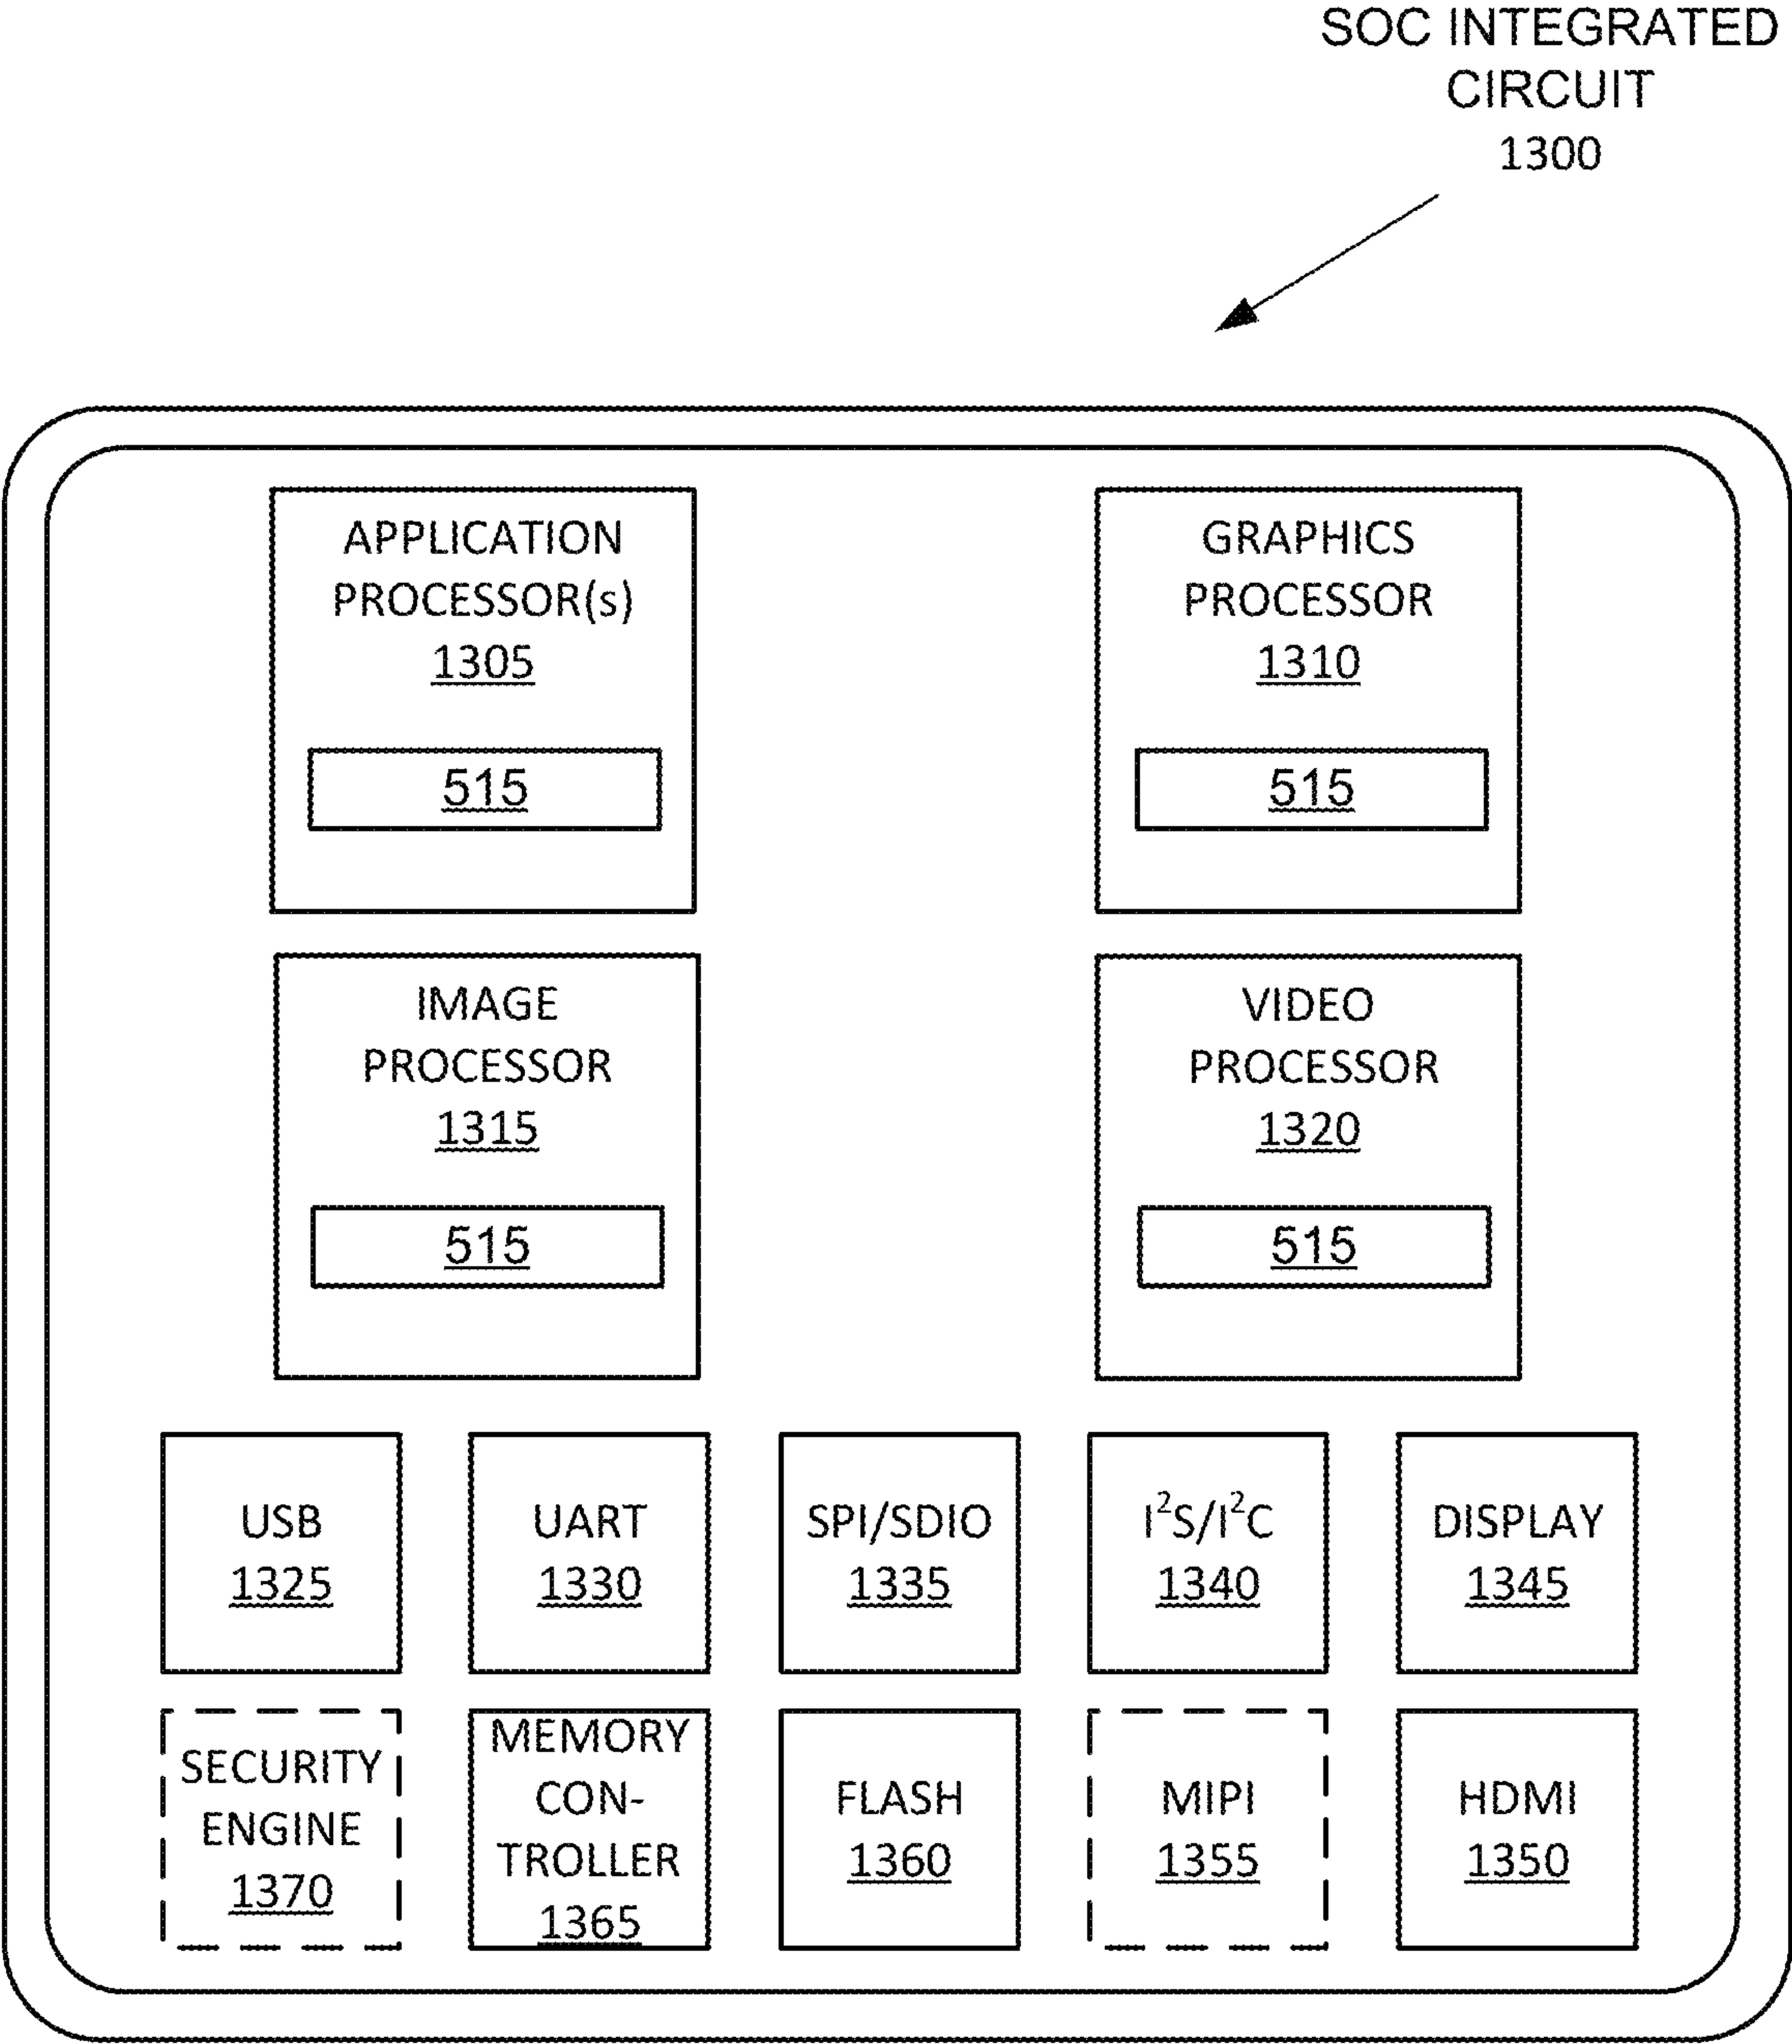 SOC INTEGRATED
CIRCUIT
1300
APPLICATION
PROCESSOR(s)
1305
515
GRAPHICS
PROCESSOR
1310
515
IMAGE
PROCESSOR
1315
515
VIDEO
PROCESSOR
1320
515
USB
1325
UART
1330
SPI/SDIO
1335
I²S/I²C
1340
DISPLAY
1345
SECURITY
ENGINE
1370
MEMORY
CON-
TROLLER
1365
FLASH
1360
MIPI
1355
HDMI
1350